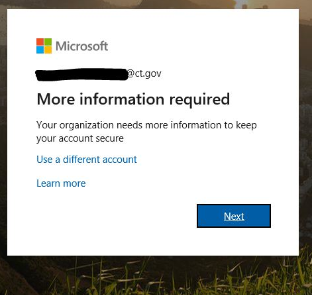 Microsoft
@ct.gov
More information required
Your organization needs more information to keep
your account secure
Use a different account
Learn more
Next